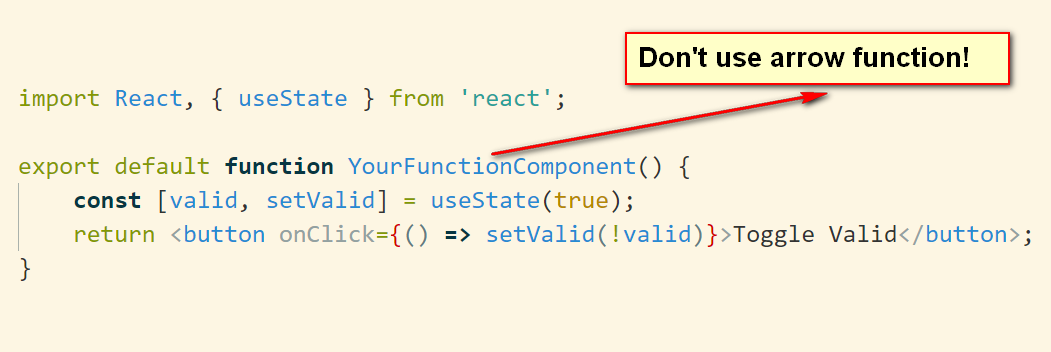 Don't use arrow function!
import React, { useState } from 'react';
export default function YourFunctionComponent() {
    const [valid, setValid] = useState(true);
    return <button onClick={() => setValid(!valid)}>Toggle Valid</button>;
}